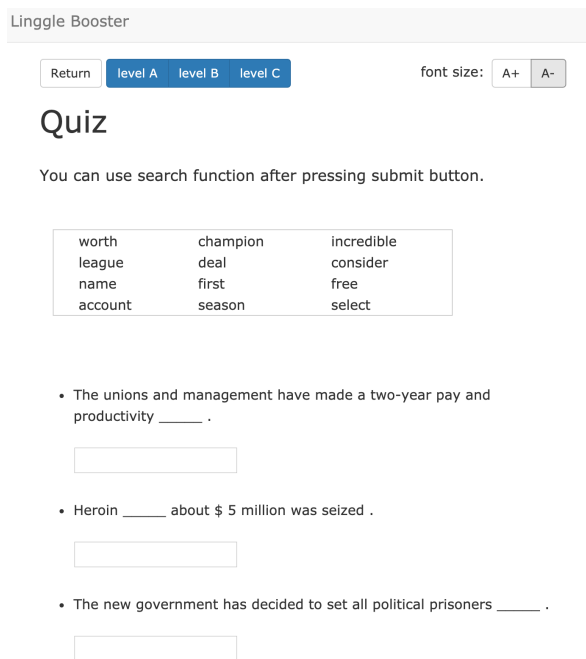 Linggle Booster
Return level A level B level C font size: A+ A-
Quiz
You can use search function after pressing submit button.
worth champion incredible
league deal consider
name first free
account season select
• The unions and management have made a two-year pay and
productivity _____ .
• Heroin _____ about $ 5 million was seized .
• The new government has decided to set all political prisoners _____ .